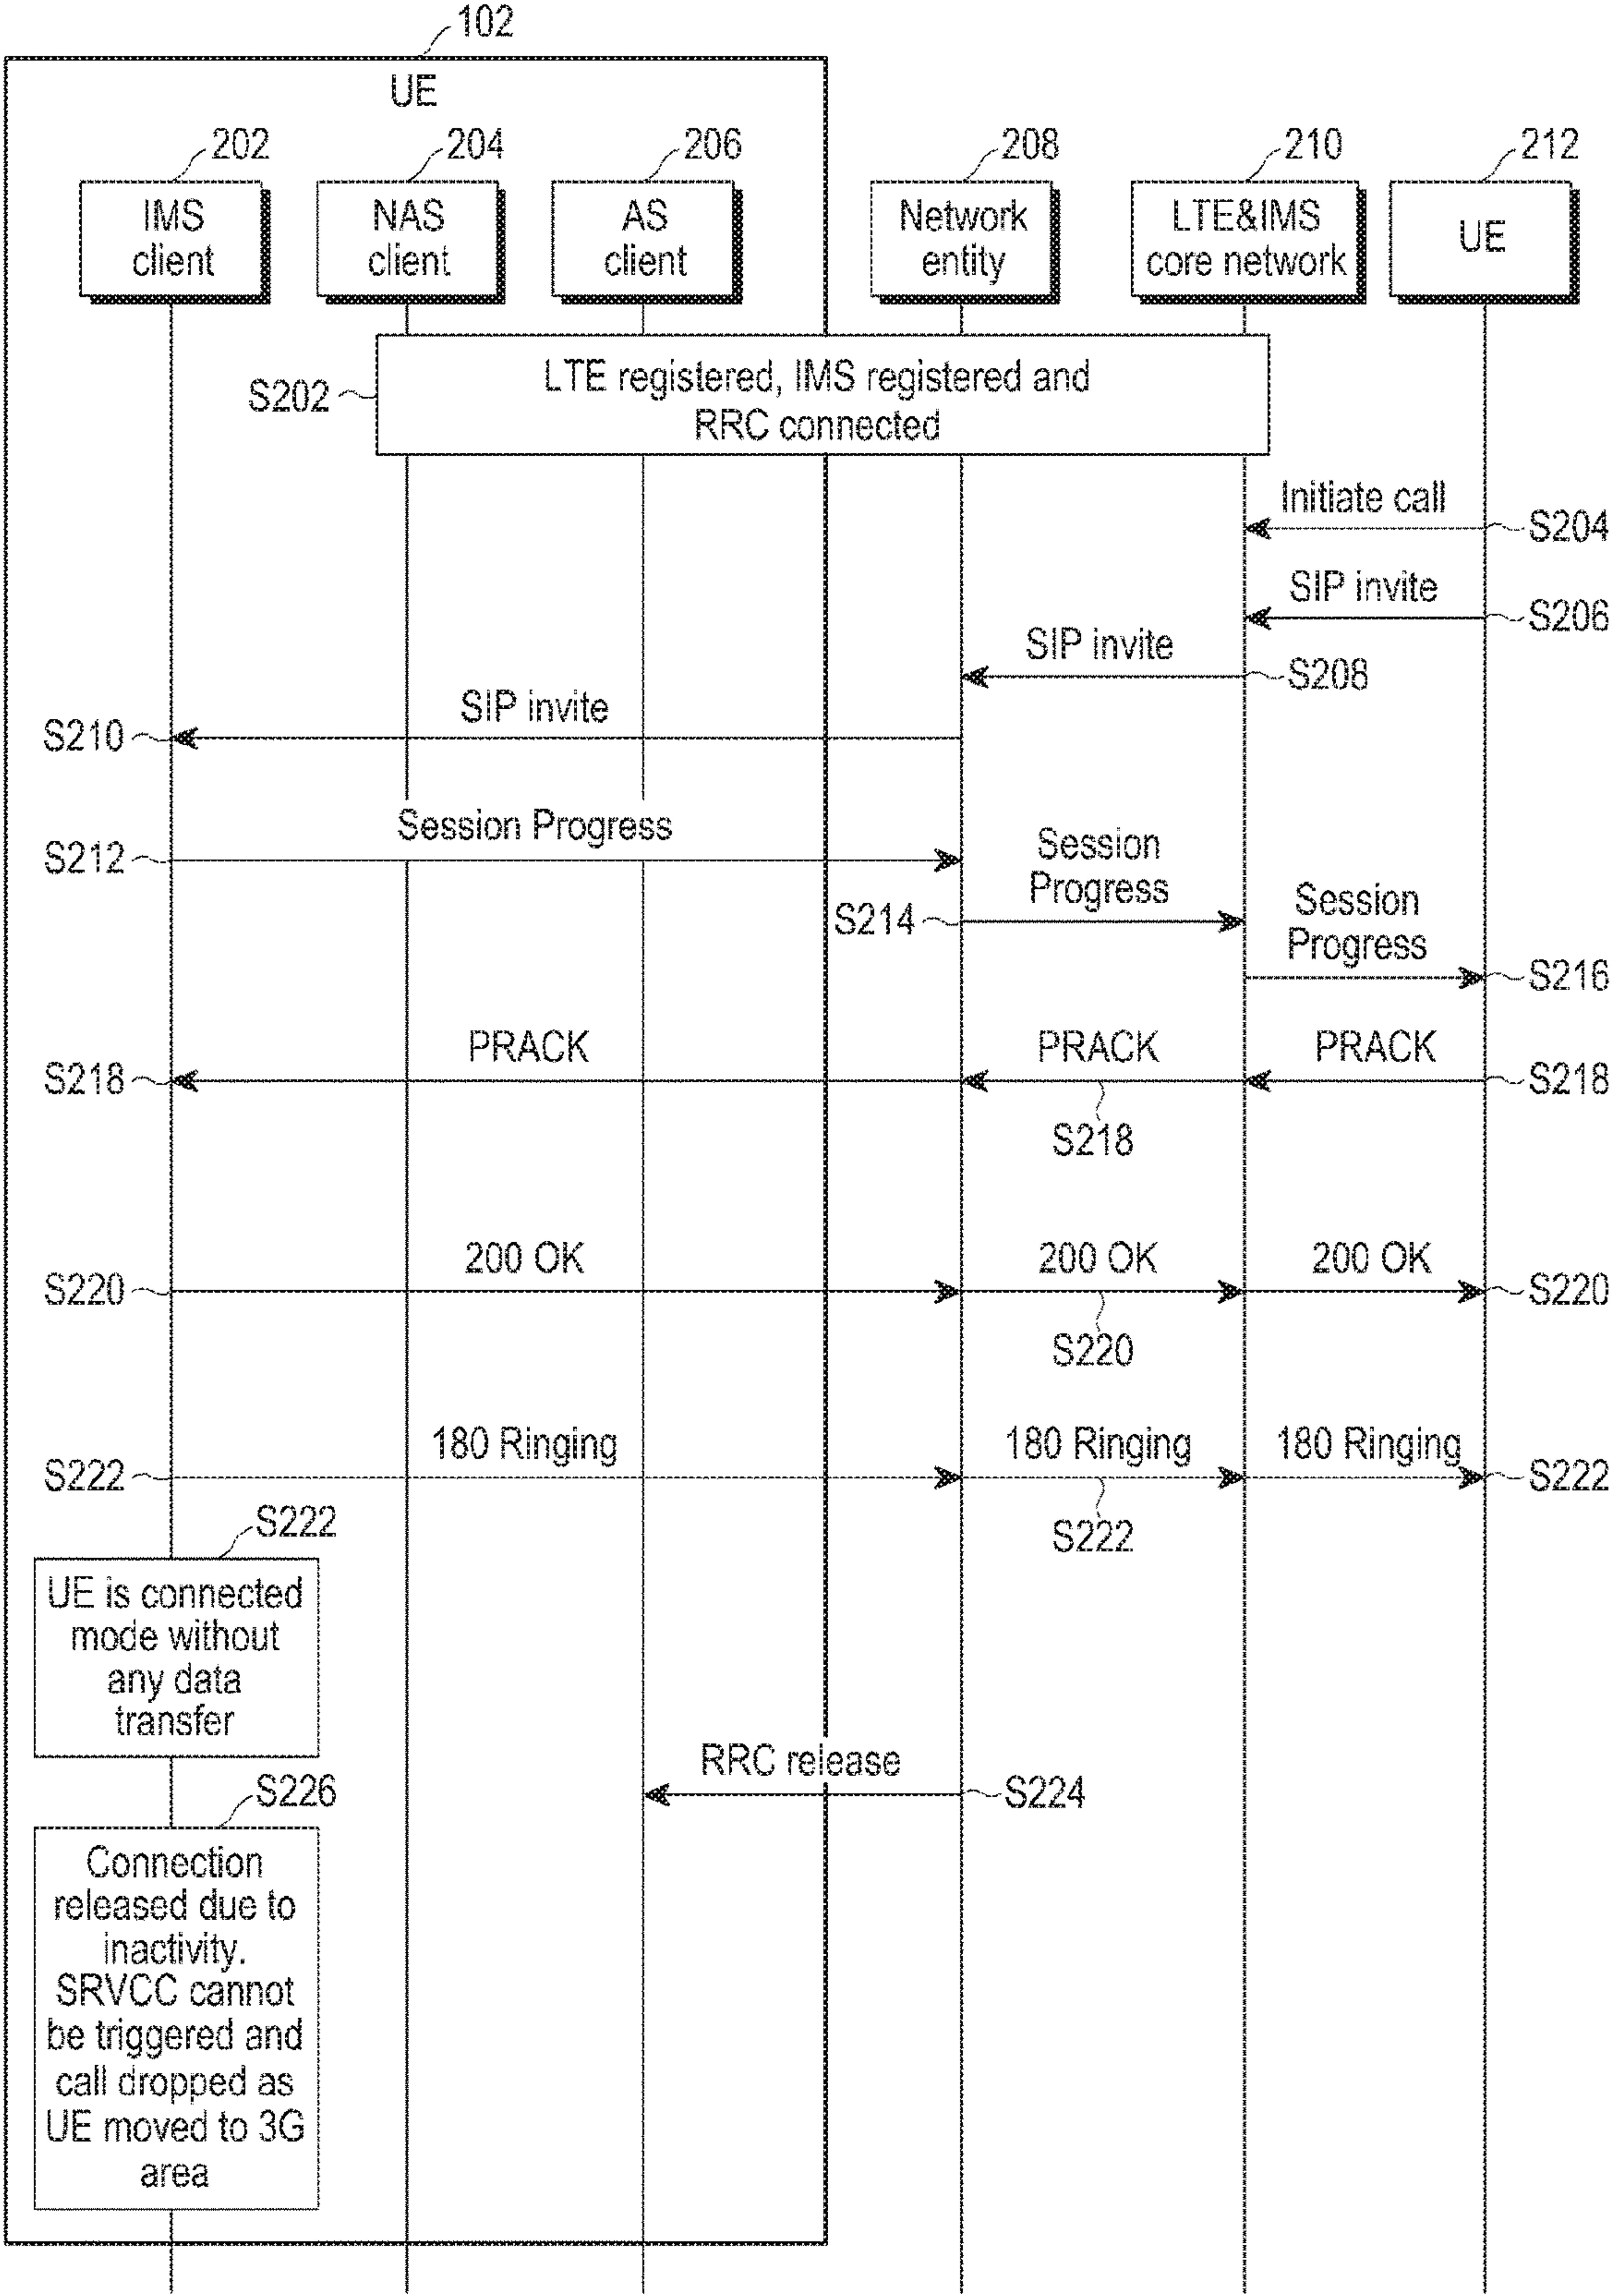 102
UE
202
204
206
208
210
212
IMS
client
NAS
client
AS
client
Network
entity
LTE&IMS
core network
UE
S202
LTE registered, IMS registered and
RRC connected
Initiate call
S204
SIP invite
S206
SIP invite
S208
SIP invite
S210
Session Progress
S212
Session
Progress
S214
Session
Progress
S216
PRACK
PRACK
PRACK
S218
S218
S218
200 OK
200 OK
200 OK
S220
S220
S220
180 Ringing
180 Ringing
180 Ringing
S222
S222
S222
S222
UE is connected
mode without
any data
transfer
RRC release
S224
S226
Connection
released due to
inactivity.
SRVCC cannot
be triggered and
call dropped as
UE moved to 3G
area